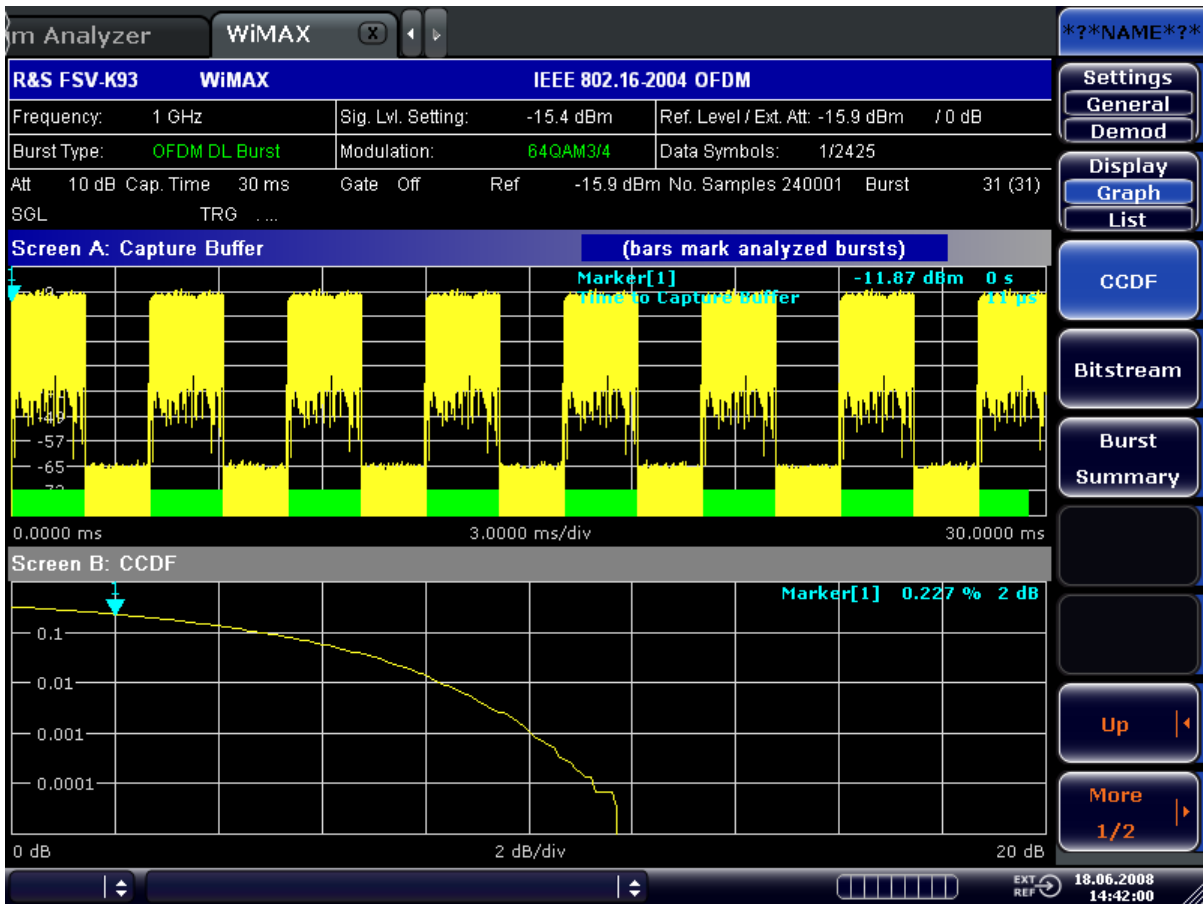 m Analyzer WiMAX X
*?*NAME*?*
R&S FSV-K93 WiMAX IEEE 802.16-2004 OFDM
Frequency: 1 GHz Sig. Lvl. Setting: -15.4 dBm Ref. Level / Ext. Att: -15.9 dBm / 0 dB
Burst Type: OFDM DL Burst Modulation: 64QAM3/4 Data Symbols: 1/2425
Att 10 dB Cap. Time 30 ms Gate Off Ref -15.9 dBm No. Samples 240001 Burst 31 (31)
SGL TRG . ...
Screen A: Capture Buffer (bars mark analyzed bursts)
1
Marker[1] -11.87 dBm 0 s
Time to Capture Buffer 11 µs
-49
-57
-65
-73
0.0000 ms 3.0000 ms/div 30.0000 ms
Screen B: CCDF
1
Marker[1] 0.227 % 2 dB
0.1
0.01
0.001
0.0001
0 dB 2 dB/div 20 dB
Settings
General
Demod
Display
Graph
List
CCDF
Bitstream
Burst
Summary
Up
More
1/2
EXT
REF
18.06.2008
14:42:00